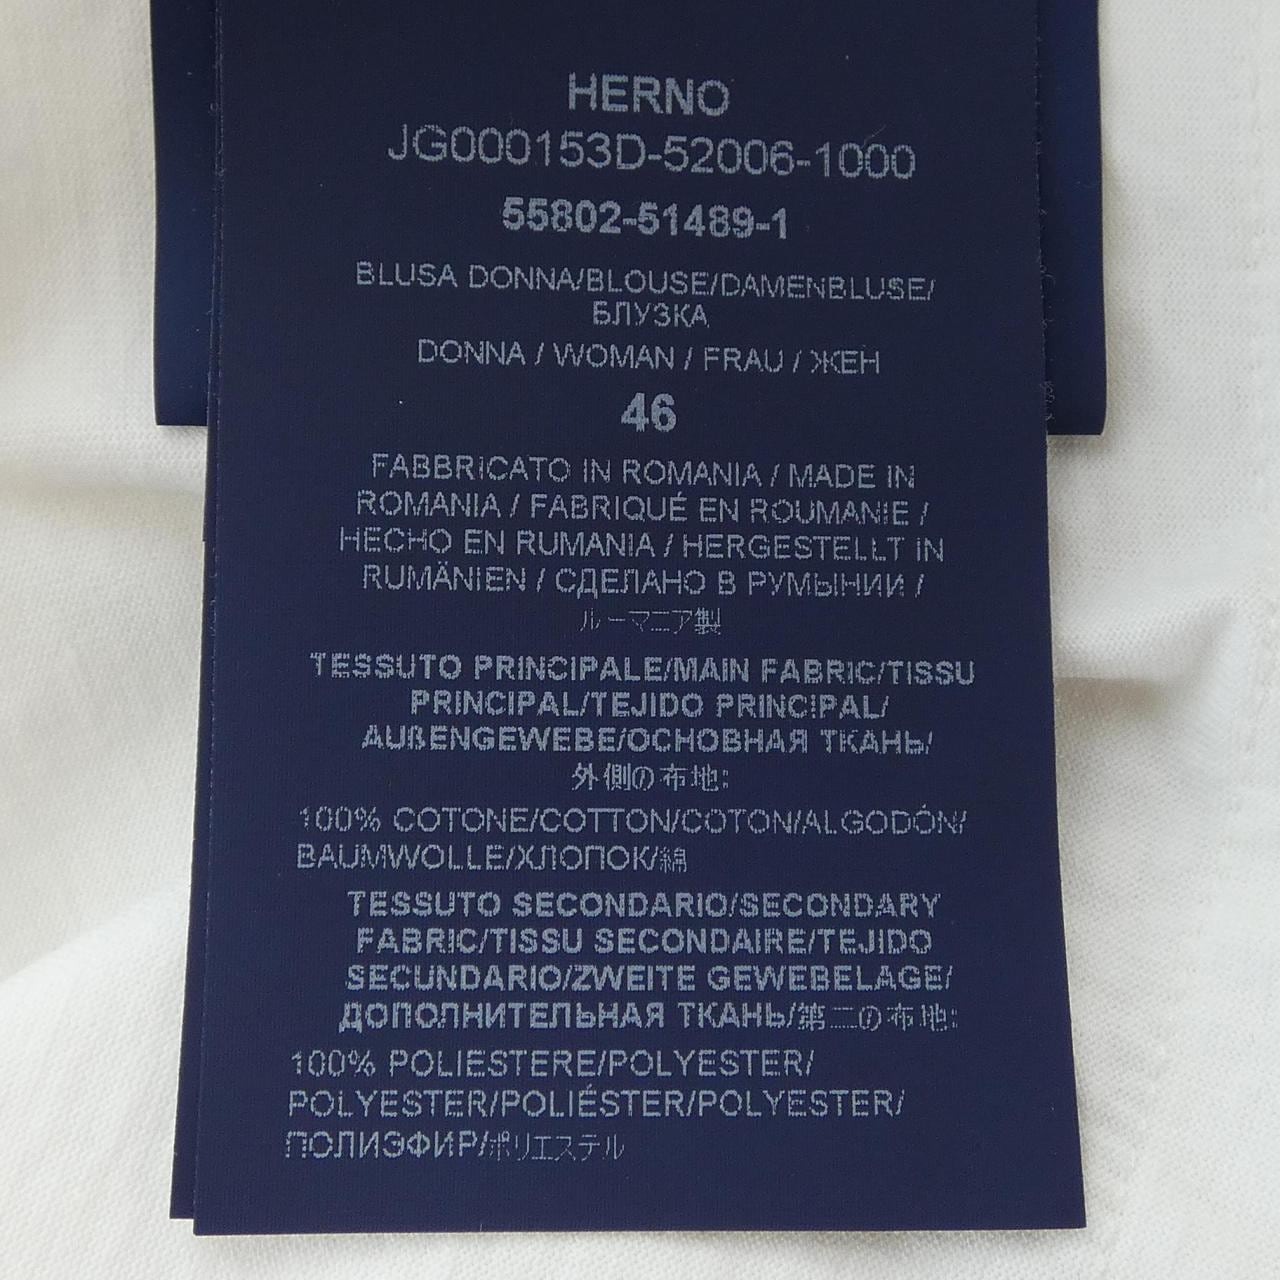 HERNO
JG000153D-52006-1000
55802-51489-1
BLUSA DONNA/BLOUSE/DAMENBLUSE/
БЛУЗКА
DONNA / WOMAN / FRAU / ЖЕН
46
FABBRICATO IN ROMANIA / MADE IN
ROMANIA / FABRIQUÉ EN ROUMANIE /
HECHO EN RUMANIA / HERGESTELLT IN
RUMÄNIEN / СДЕЛАНО В РУМЫНИИ /
ルーマニア製
TESSUTO PRINCIPALE/MAIN FABRIC/TISSU
PRINCIPAL/TEJIDO PRINCIPAL/
AUßENGEWEBE/ОСНОВНАЯ ТКАНЬ/
外側の布地:
100% COTONE/COTTON/COTON/ALGODÓN/
BAUMWOLLE/ХЛОПОК/綿
TESSUTO SECONDARIO/SECONDARY
FABRIC/TISSU SECONDAIRE/TEJIDO
SECUNDARIO/ZWEITE GEWEBELAGE/
ДОПОЛНИТЕЛЬНАЯ ТКАНЬ/第二の布地:
100% POLIESTERE/POLYESTER/
POLYESTER/POLIÉSTER/POLYESTER/
ПОЛИЭФИР/ポリエステル